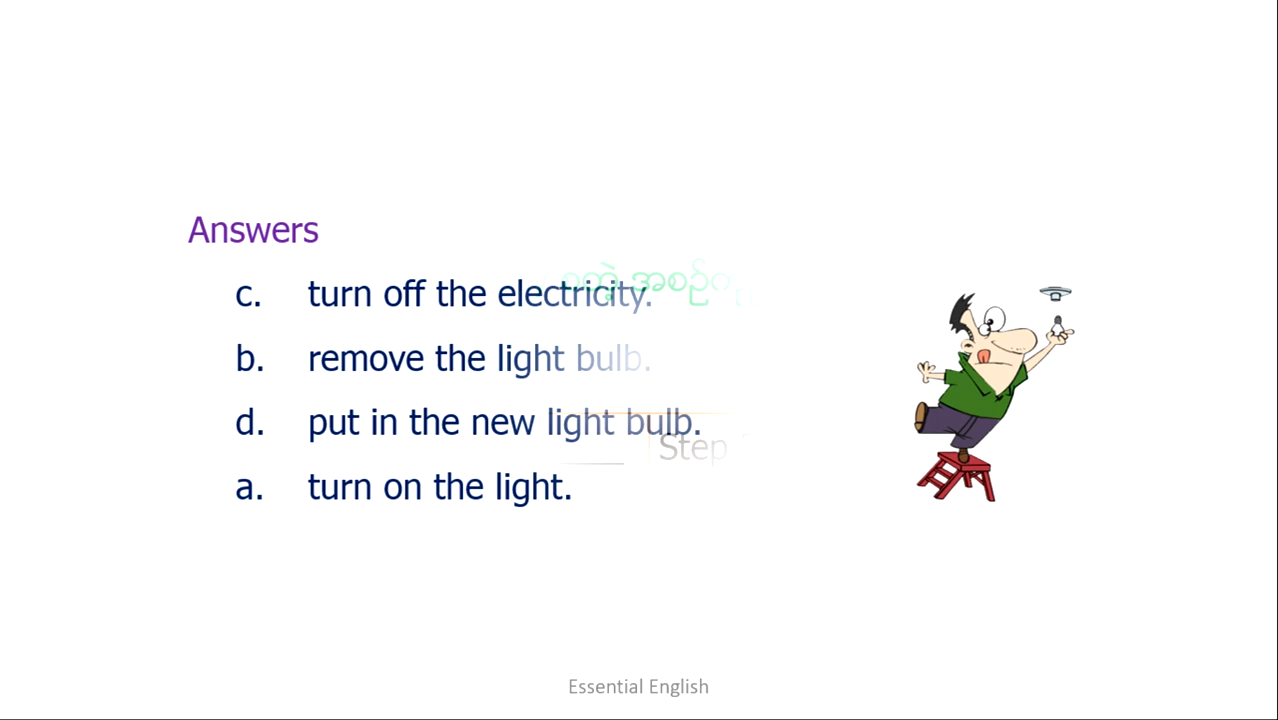 Answers
c. turn off the electricity.
b. remove the light bulb.
d. put in the new light bulb.
Step
a. turn on the light.
Essential English